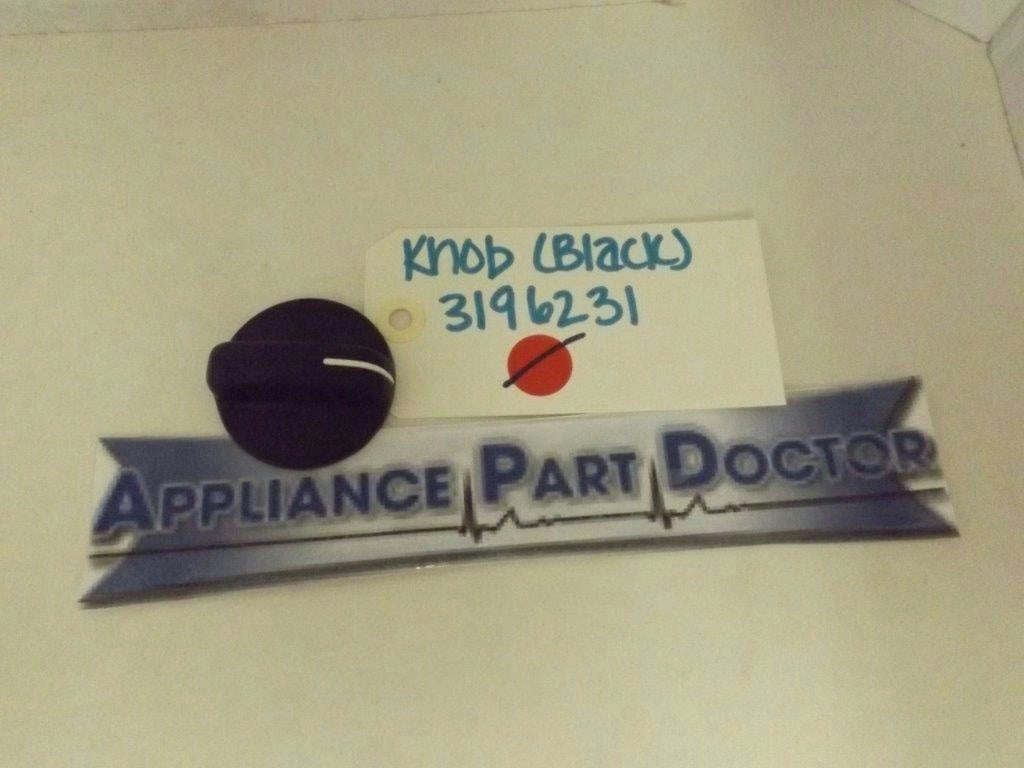 Knob (Black)
3196231
APPLIANCE PART DOCTOR